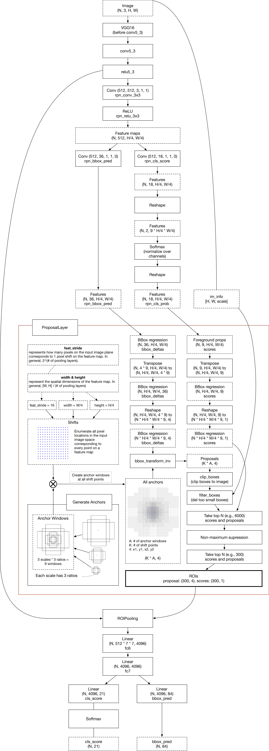 Image
(N, 3, H, W)
VGG16
(before conv5_3)
conv5_3
relu5_3
Conv (512, 512, 3, 1, 1)
rpn_conv_3x3
ReLU
rpn_relu_3x3
Feature maps
(N, 512, H/4, W/4)
Conv (512, 36, 1, 1, 0)
rpn_bbox_pred
Conv (512, 18, 1, 1, 0)
rpn_cls_score
Features
(N, 18, H/4, W/4)
Reshape
Features
(N, 2, 9 * H/4 * W/4)
Softmax
(normalize over
channels)
Reshape
Features
(N, 36, H/4, W/4)
rpn_bbox_pred
Features
(N, 18, H/4, W/4)
rpn_cls_prob
im_info
[H, W, scale]
ProposalLayer
feat_stride
represents how many pixels on the input image plane
corresponds to 1 pixel shift on the feature map. In
general, 2^(# of pooling layers).
width & height
represent the spatial dimensions of the feature map. In
general, [W, H] / (# of pooling layers)
feat_stride = 16
width = W/4
height = H/4
Shifts
Enumerate all pixel
locations in the input
image space
corresponding to
every point on a
feature map.
Create anchor windows
at all shift points
Generate Anchors
Anchor Windows
3 scales * 3 ratios =
9 windows
Each scale has 3 ratios
BBox regression
(N, 36, H/4, W/4)
bbox_deltas
Transpose
(N, 4 * 9, H/4, W/4) to
(N, H/4, W/4, 4 * 9)
BBox regression
(N, H/4, W/4, 36)
bbox_deltas
Reshape
(N, H/4, W/4, 4 * 9) to
(N * H/4 * W/4 * 9, 4)
BBox regression
(N * H/4 * W/4 * 9, 4)
deltas
bbox_transform_inv
All anchors
A: # of anchor windows
K: # of shift points
4: x1, y1, x2, y2
(K * A, 4)
Foreground props
(N, 9, H/4, W/4)
scores
Transpose
(N, 9, H/4, W/4) to
(N, H/4, W/4, 9)
BBox regression
(N, H/4, W/4, 9)
scores
Reshape
(N, H/4, W/4, 9) to
(N * H/4 * W/4 * 9, 1)
BBox regression
(N * H/4 * W/4 * 9, 1)
scores
Proposals
(K * A, 4)
clip_boxes
(clip boxes to image)
filter_boxes
(del too small boxes)
Take top N (e.g., 6000)
scores and proposals
Non-maximum supression
Take top N (e.g., 300)
scores and proposals
ROIs
proposal: (300, 4), scores: (300, 1)
ROIPooling
Linear
(N, 512 * 7 * 7, 4096)
fc6
Linear
(N, 4096, 4096)
fc7
Linear
(N, 4096, 21)
cls_score
Linear
(N, 4096, 84)
bbox_pred
Softmax
cls_score
(N, 21)
bbox_pred
(N, 84)